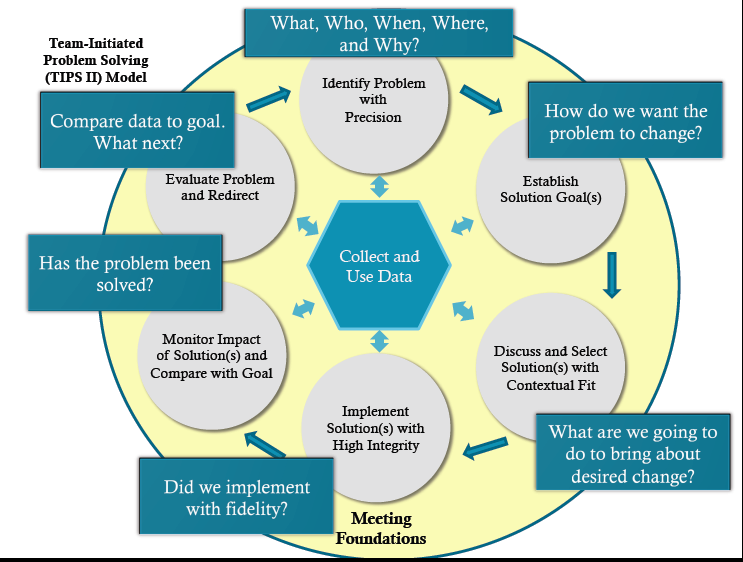 Team-Initiated
Problem Solving
(TIPS II) Model
What, Who, When, Where,
and Why?
Identify Problem
with
Precision
How do we want the
problem to change?
Establish
Solution Goal(s)
Discuss and Select
Solution(s) with
Contextual Fit
What are we going to
do to bring about
desired change?
Implement
Solution(s) with
High Integrity
Did we implement
with fidelity?
Monitor Impact
of Solution(s) and
Compare with Goal
Has the problem been
solved?
Evaluate Problem
and Redirect
Compare data to goal.
What next?
Collect and
Use Data
Meeting
Foundations